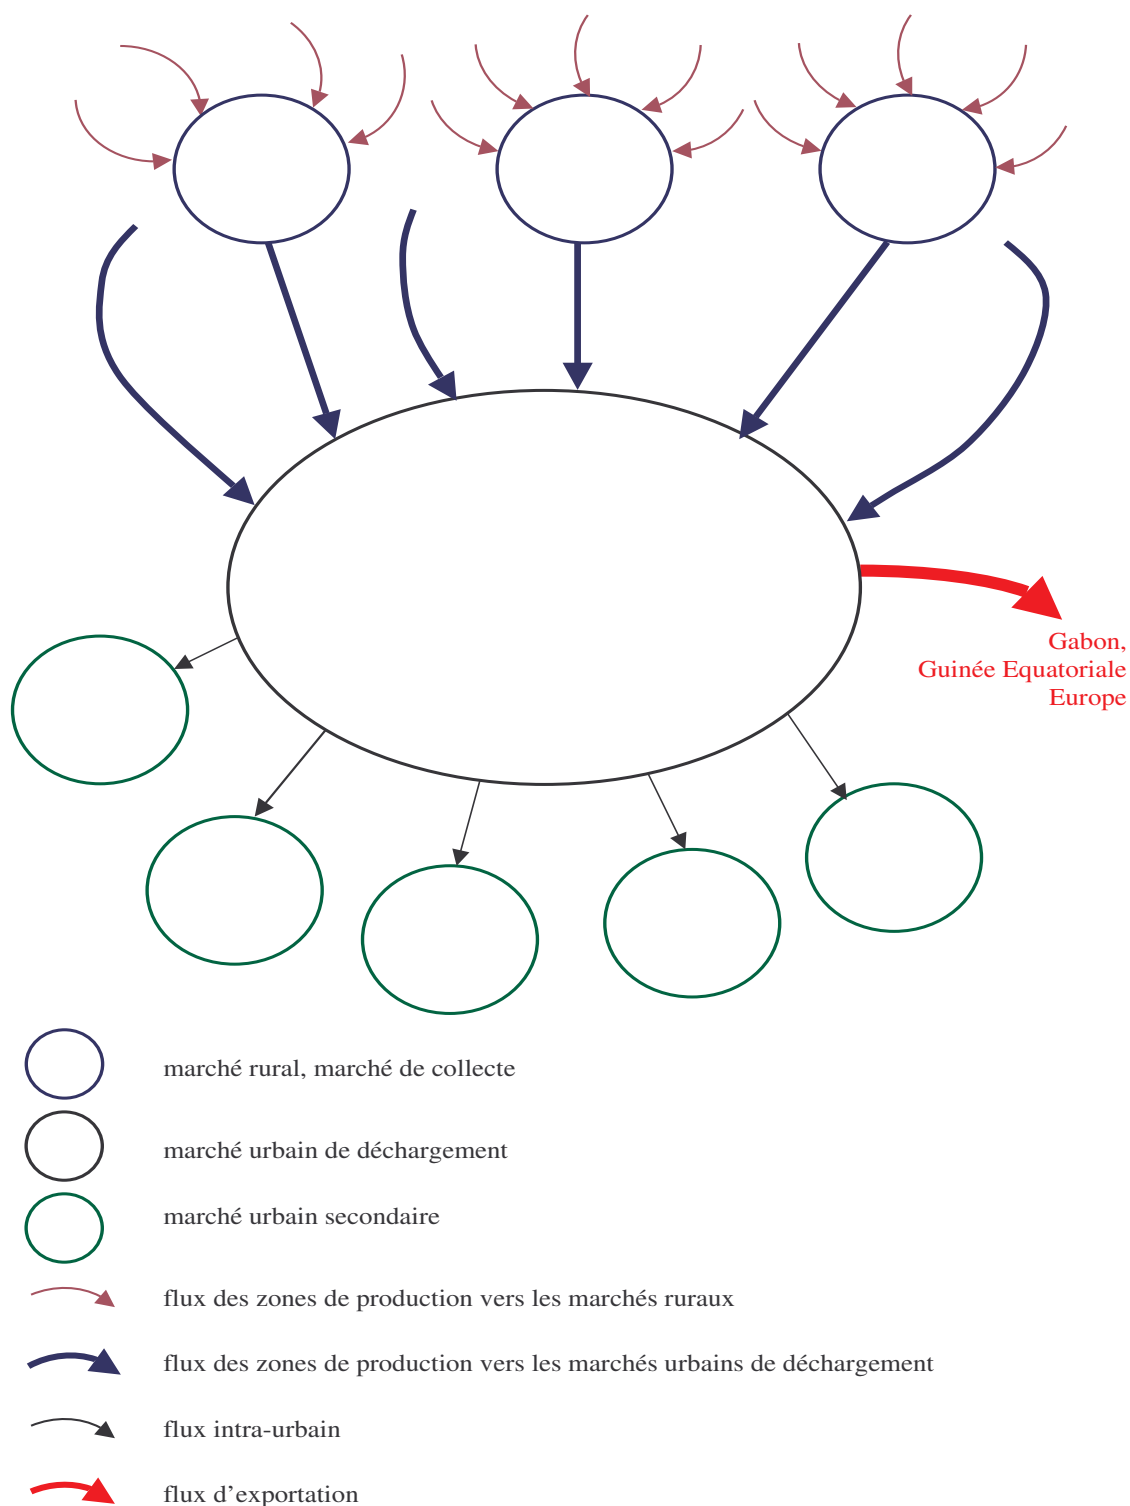 Gabon,
Guinée Equatoriale
Europe
marché rural, marché de collecte
marché urbain de déchargement
marché urbain secondaire
flux des zones de production vers les marchés ruraux
flux des zones de production vers les marchés urbains de déchargement
flux intra-urbain
flux d’exportation